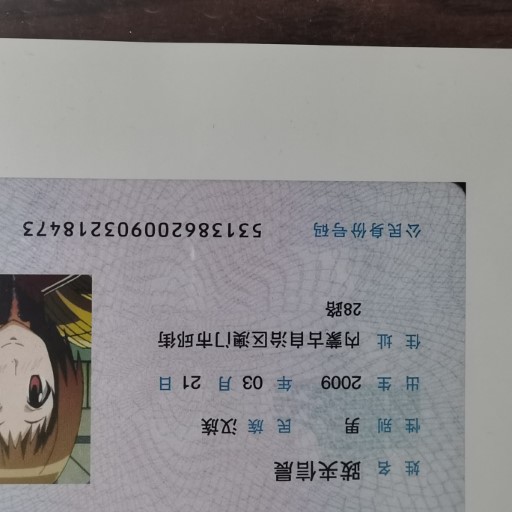 姓名 跋夫信晨
性别 男 民族 汉族
出生 2009 年 03 月 21 日
住址 内蒙古自治区澳门市邱街
28路
公民身份号码 531386200903218473